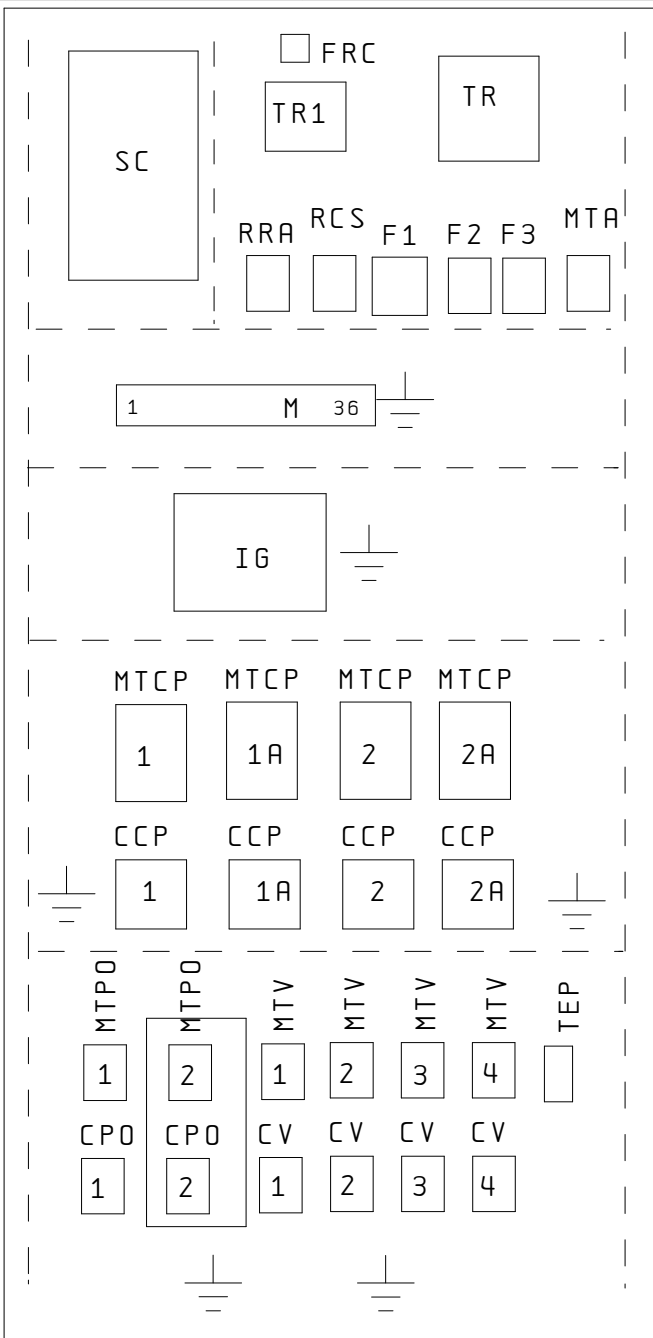 FRC
TR1 TR
SC
RRA RCS F1 F2 F3 MTA
1 M 36
IG
MTCP MTCP MTCP MTCP
1 1A 2 2A
CCP CCP CCP CCP
1 1A 2 2A
MTPO MTPO MTV MTV MTV MTV TEP
1 2 1 2 3 4
CPO CPO CV CV CV CV
1 2 1 2 3 4